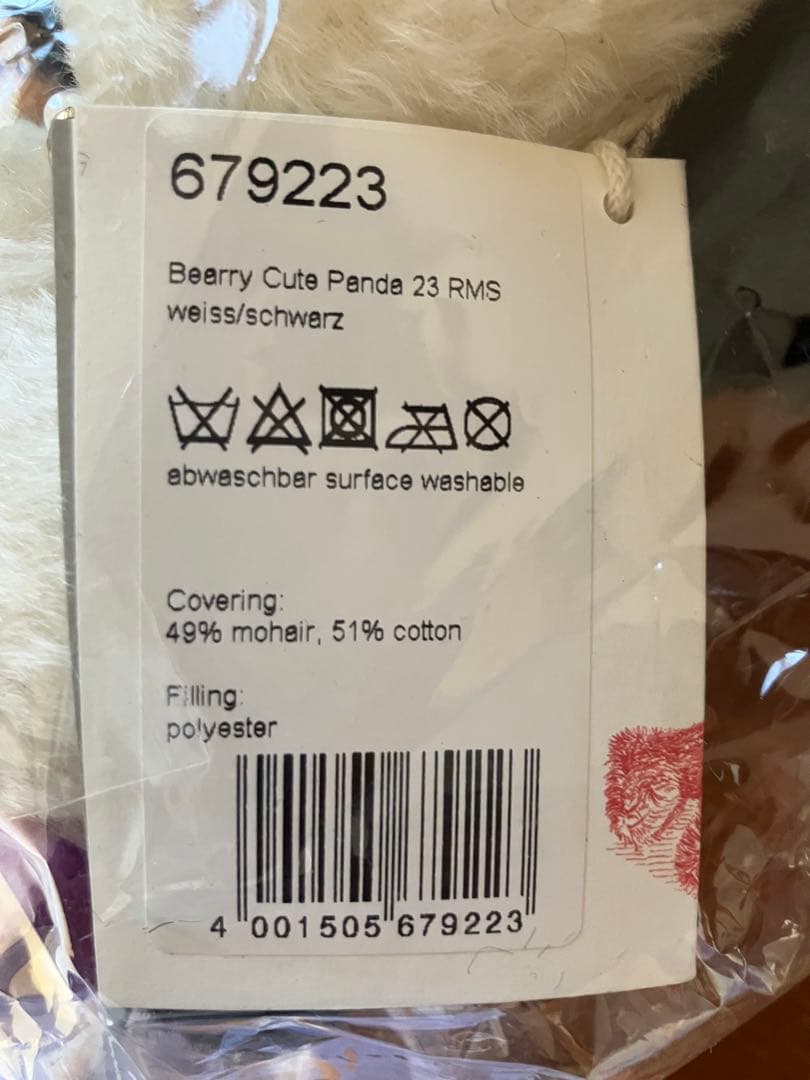 679223
Bearry Cute Panda 23 RMS
weiss/schwarz
abwaschbar surface washable
Covering:
49% mohair, 51% cotton
Filling:
polyester
4 001505 679223